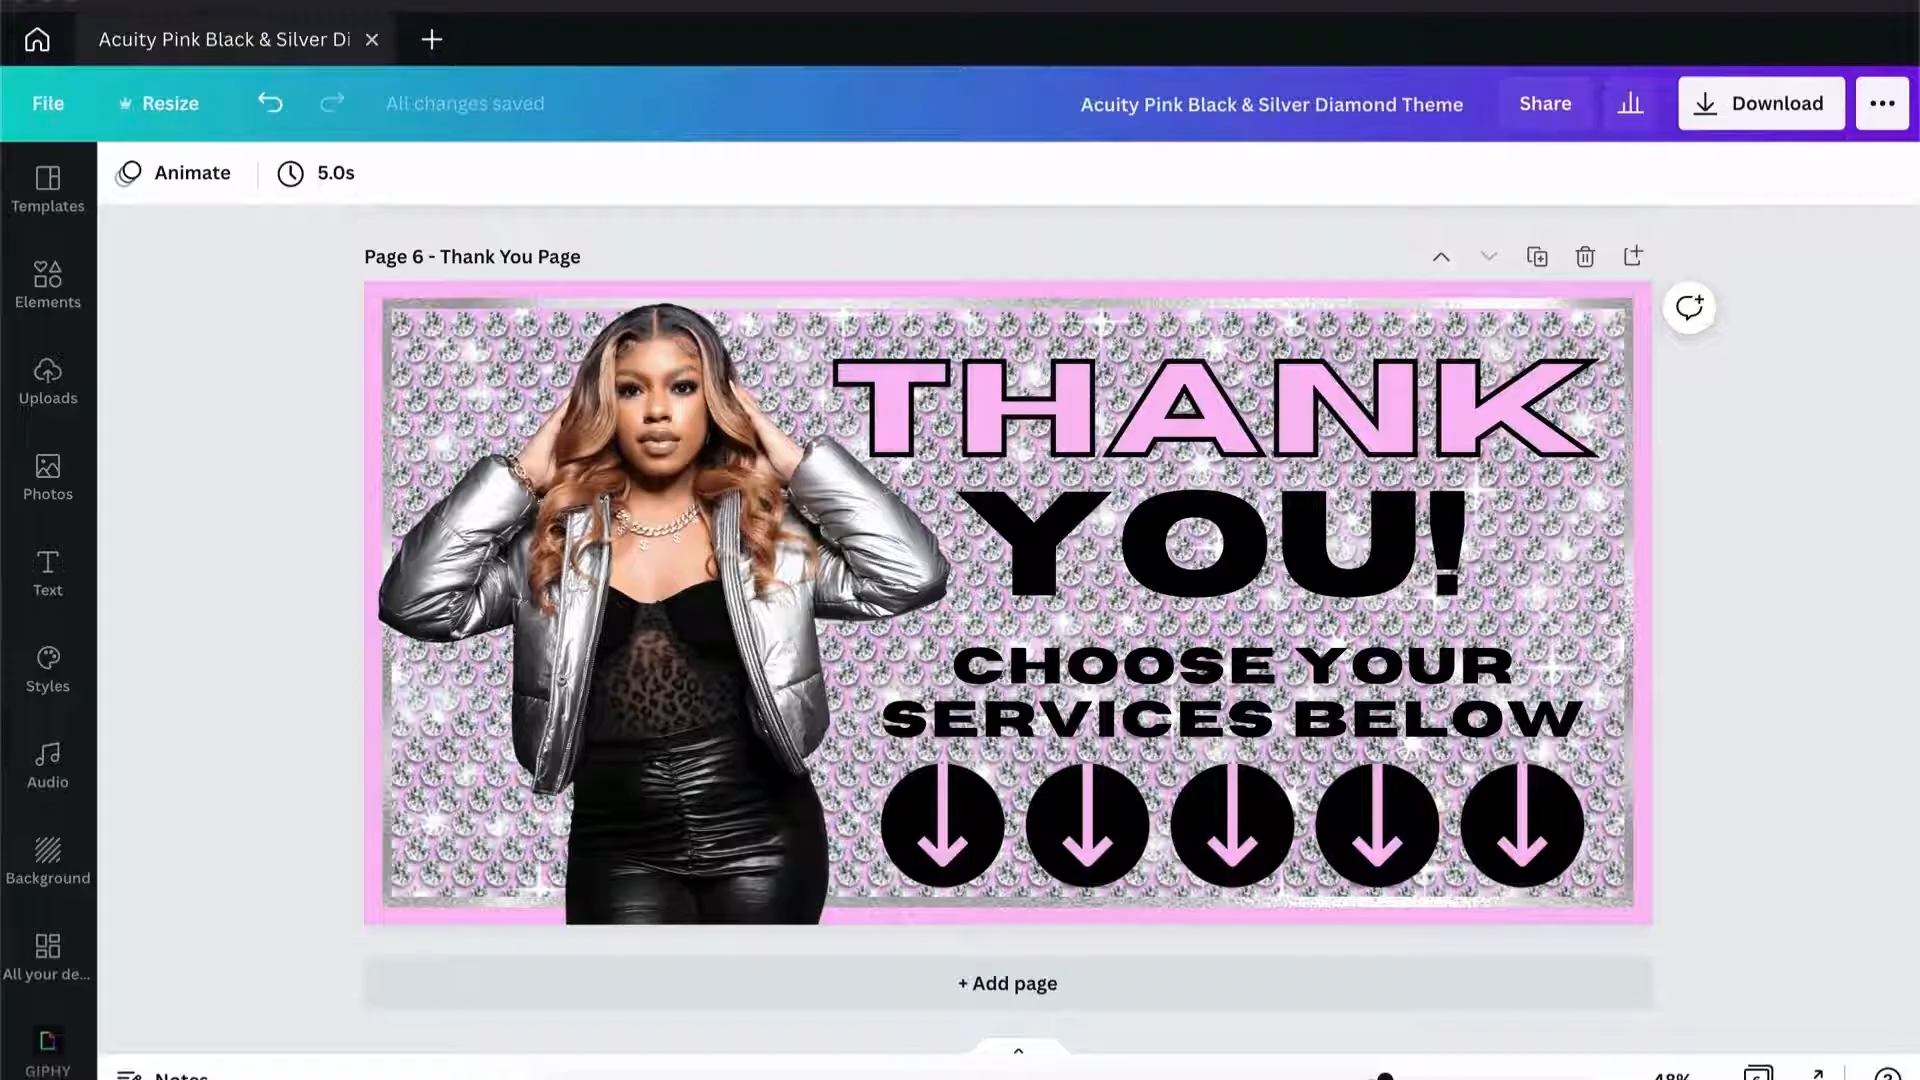 Acuity Pink Black & Silver Di
File
Resize
All changes saved
Acuity Pink Black & Silver Diamond Theme
Share
Download
Animate
5.0s
Templates
Elements
Uploads
Photos
Text
Styles
Audio
Background
All your de...
GIPHY
Page 6 - Thank You Page
THANK
YOU!
CHOOSE YOUR
SERVICES BELOW
+ Add page
Notes
48%